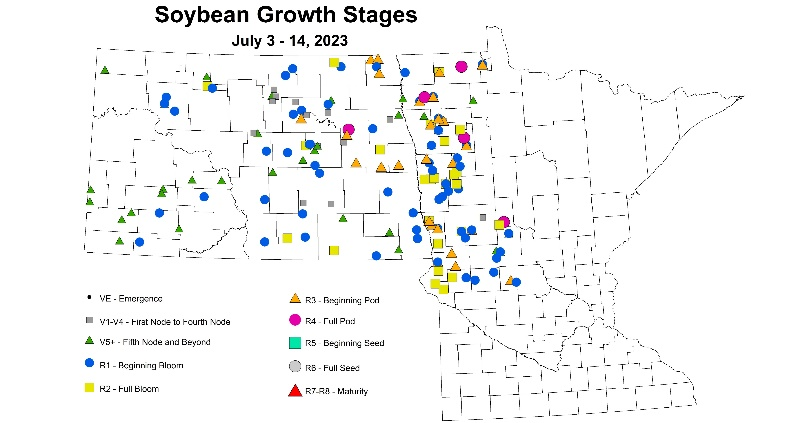 Soybean Growth Stages
July 3 - 14, 2023
VE - Emergence
V1-V4 - First Node to Fourth Node
V5+ - Fifth Node and Beyond
R1 - Beginning Bloom
R2 - Full Bloom
R3 - Beginning Pod
R4 - Full Pod
R5 - Beginning Seed
R6 - Full Seed
R7-R8 - Maturity